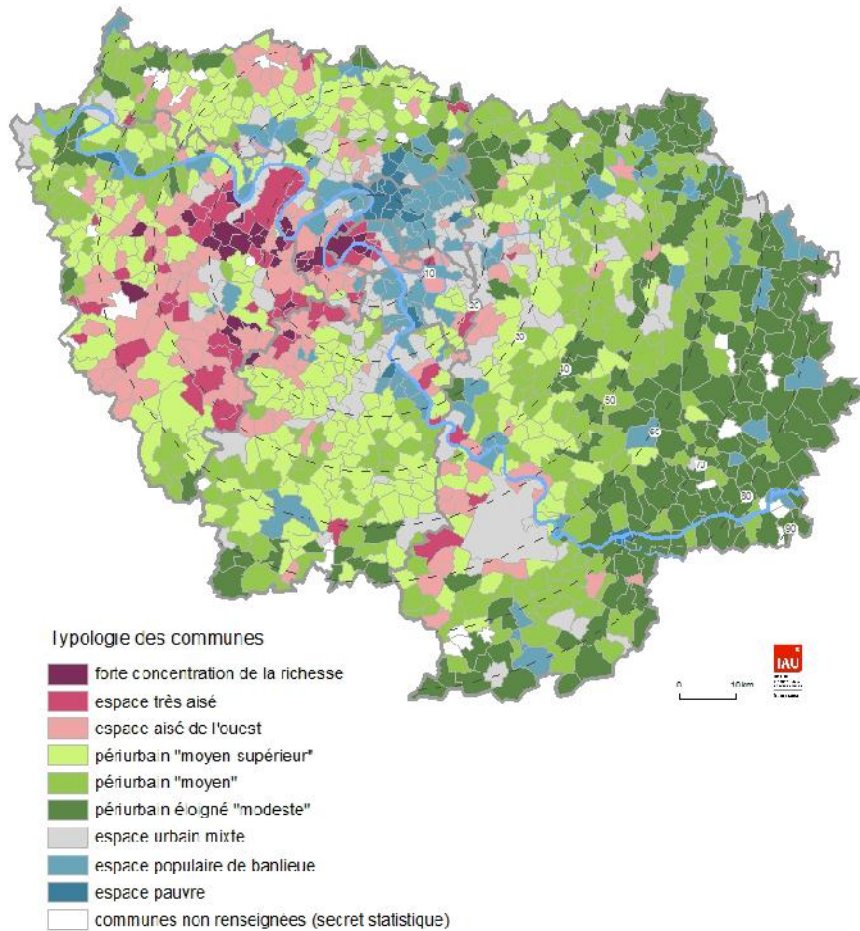 10
20
30
40
50
60
70
80
90
Typologie des communes
forte concentration de la richesse
espace très aisé
espace aisé de l'ouest
périurbain "moyen supérieur"
périurbain "moyen"
périurbain éloigné "modeste"
espace urbain mixte
espace populaire de banlieue
espace pauvre
communes non renseignées (secret statistique)
IAU
0 10 km